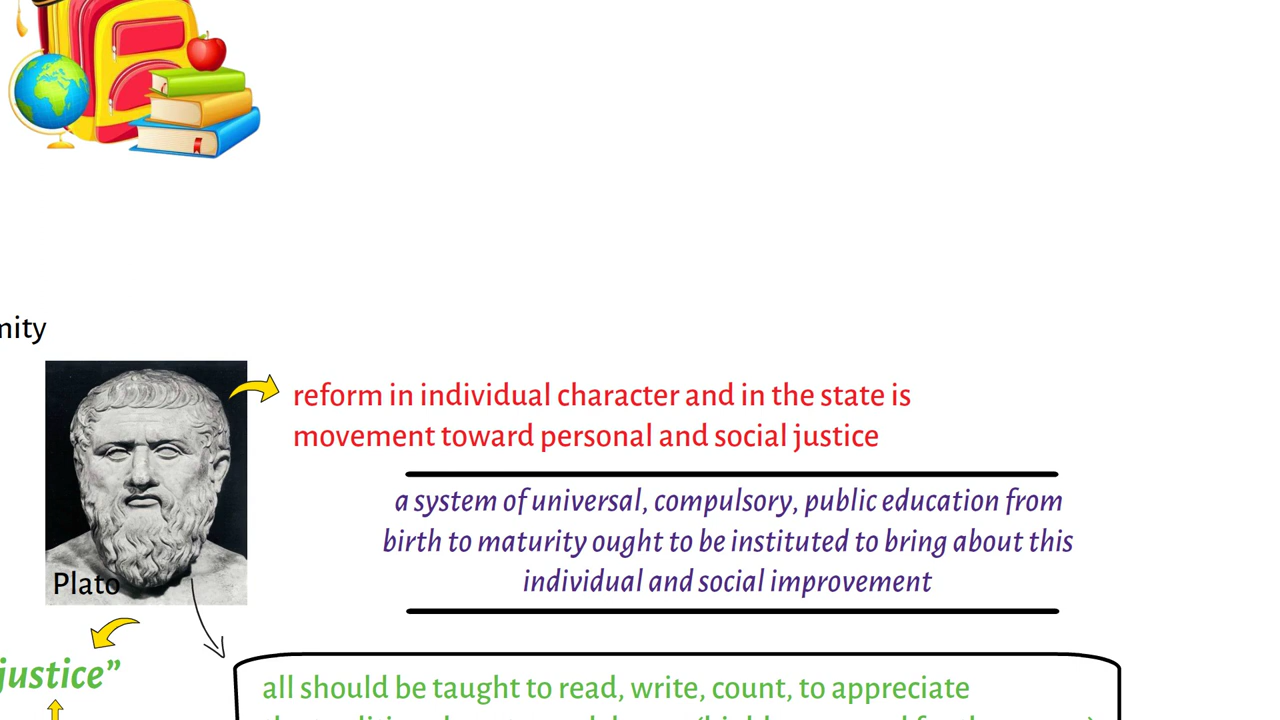 mity
reform in individual character and in the state is
movement toward personal and social justice
a system of universal, compulsory, public education from
birth to maturity ought to be instituted to bring about this
individual and social improvement
Plato
justice”
all should be taught to read, write, count, to appreciate